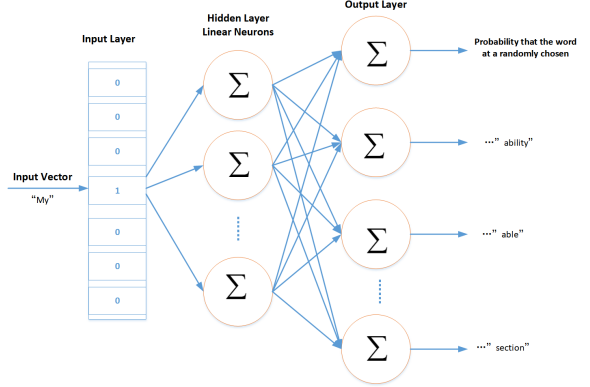 Output Layer
Hidden Layer
Linear Neurons
Input Layer
Probability that the word
at a randomly chosen
0
0
0
Input Vector
1
“My”
0
0
0
∑
∑
∑
∑
∑
∑
∑
…” ability”
…” able”
…” section”